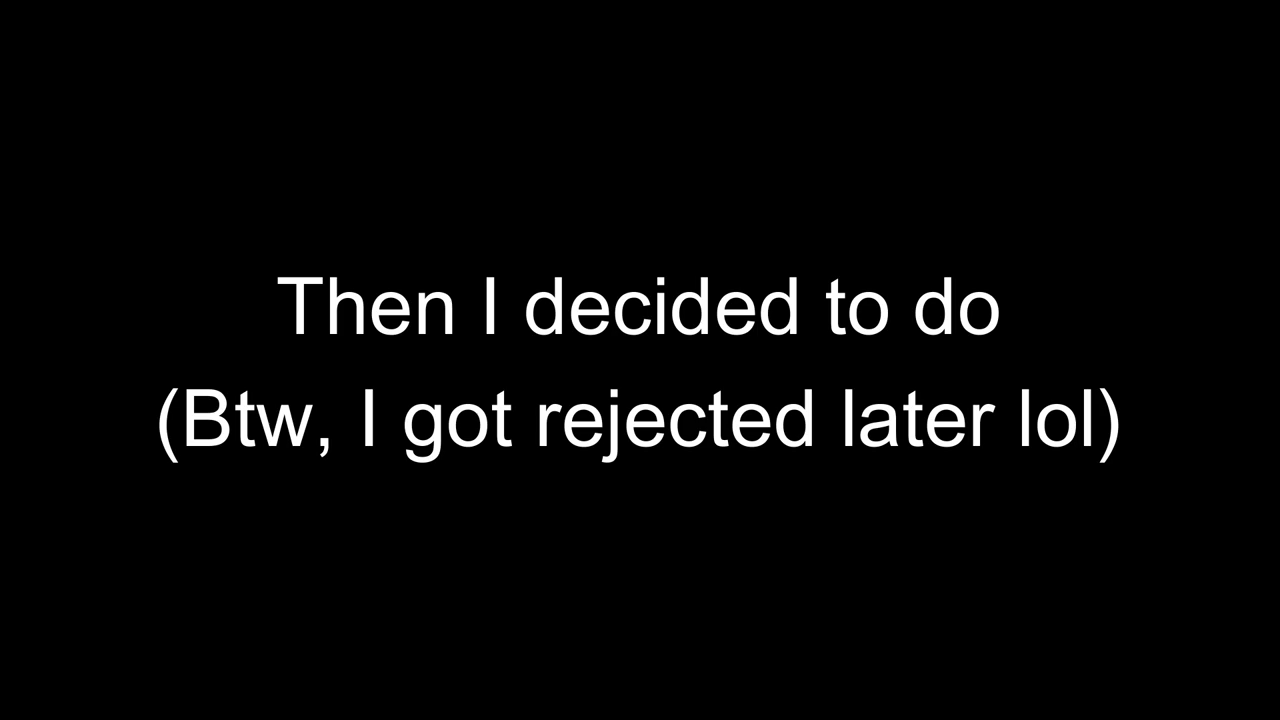 Then I decided to do
(Btw, I got rejected later lol)